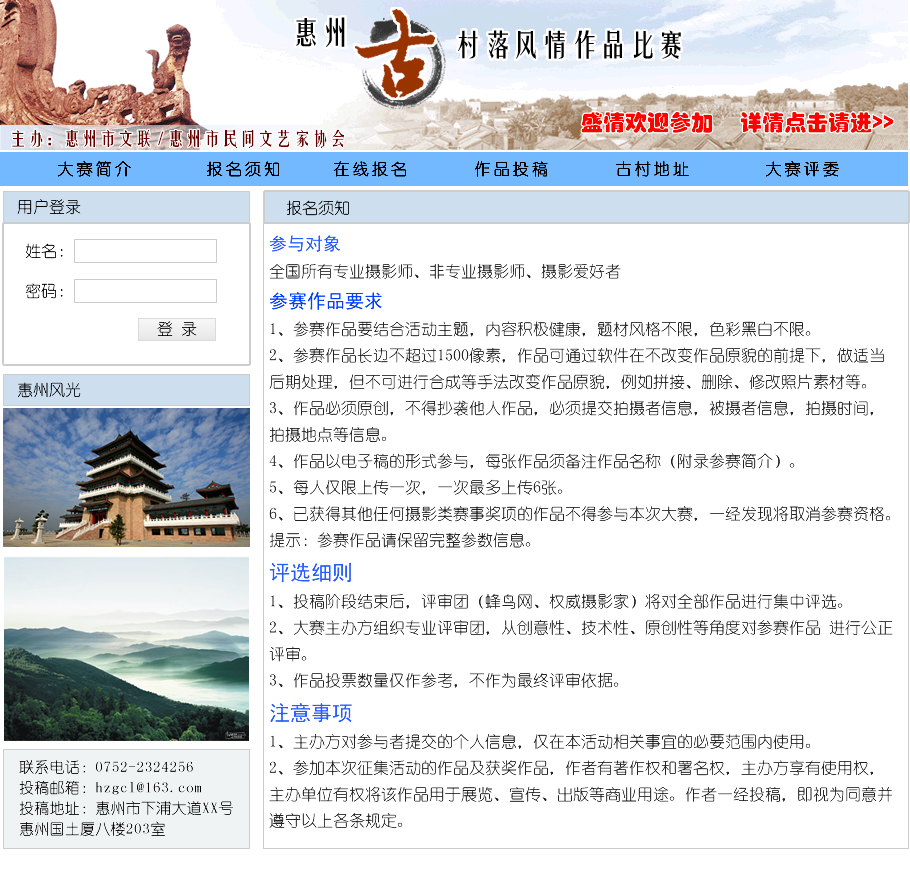 惠州古村落风情作品比赛
盛情欢迎参加 详情点击请进>>
主办：惠州市文联/惠州市民间文艺家协会
大赛简介 报名须知 在线报名 作品投稿 古村地址 大赛评委
用户登录
姓名：
密码：
登 录
惠州风光
联系电话：0752-2324256
投稿邮箱：hzgcl@163.com
投稿地址：惠州市下浦大道XX号
惠州国土厦八楼203室
报名须知
参与对象
全国所有专业摄影师、非专业摄影师、摄影爱好者
参赛作品要求
1、参赛作品要结合活动主题，内容积极健康，题材风格不限，色彩黑白不限。
2、参赛作品长边不超过1500像素，作品可通过软件在不改变作品原貌的前提下，做适当
后期处理，但不可进行合成等手法改变作品原貌，例如拼接、删除、修改照片素材等。
3、作品必须原创，不得抄袭他人作品，必须提交拍摄者信息，被摄者信息，拍摄时间，
拍摄地点等信息。
4、作品以电子稿的形式参与，每张作品须备注作品名称（附录参赛简介）。
5、每人仅限上传一次，一次最多上传6张。
6、已获得其他任何摄影类赛事奖项的作品不得参与本次大赛，一经发现将取消参赛资格。
提示：参赛作品请保留完整参数信息。
评选细则
1、投稿阶段结束后，评审团（蜂鸟网、权威摄影家）将对全部作品进行集中评选。
2、大赛主办方组织专业评审团，从创意性、技术性、原创性等角度对参赛作品 进行公正
评审。
3、作品投票数量仅作参考，不作为最终评审依据。
注意事项
1、主办方对参与者提交的个人信息，仅在本活动相关事宜的必要范围内使用。
2、参加本次征集活动的作品及获奖作品，作者有著作权和署名权，主办方享有使用权，
主办单位有权将该作品用于展览、宣传、出版等商业用途。作者一经投稿，即视为同意并
遵守以上各条规定。